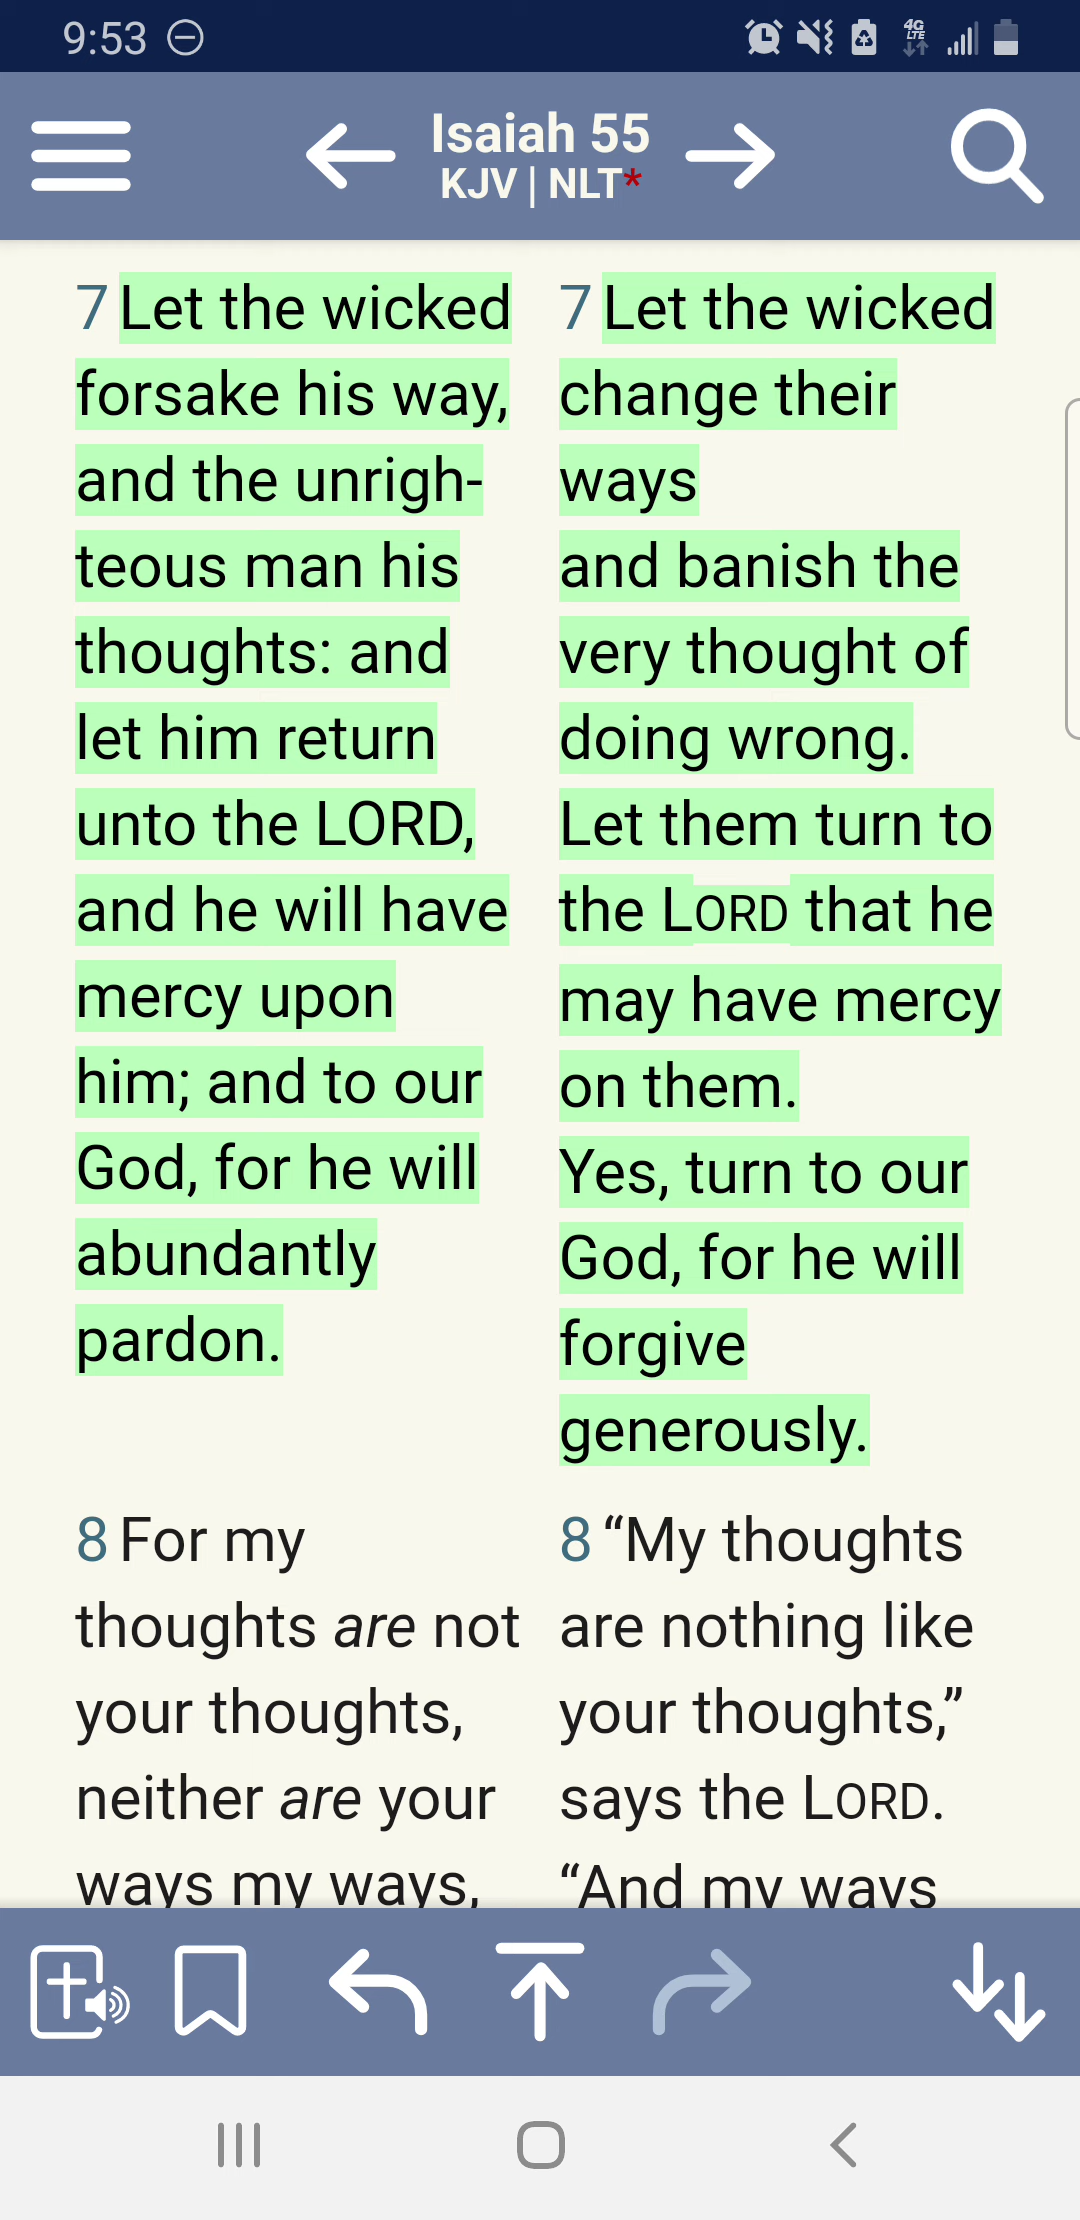 9:53
4G
LTE
Isaiah 55
KJV | NLT*
7 Let the wicked
forsake his way,
and the unrigh-
teous man his
thoughts: and
let him return
unto the LORD,
and he will have
mercy upon
him; and to our
God, for he will
abundantly
pardon.
8 For my
thoughts are not
your thoughts,
neither are your
ways my ways,
7 Let the wicked
change their
ways
and banish the
very thought of
doing wrong.
Let them turn to
the LORD that he
may have mercy
on them.
Yes, turn to our
God, for he will
forgive
generously.
8 “My thoughts
are nothing like
your thoughts,”
says the LORD.
“And my ways